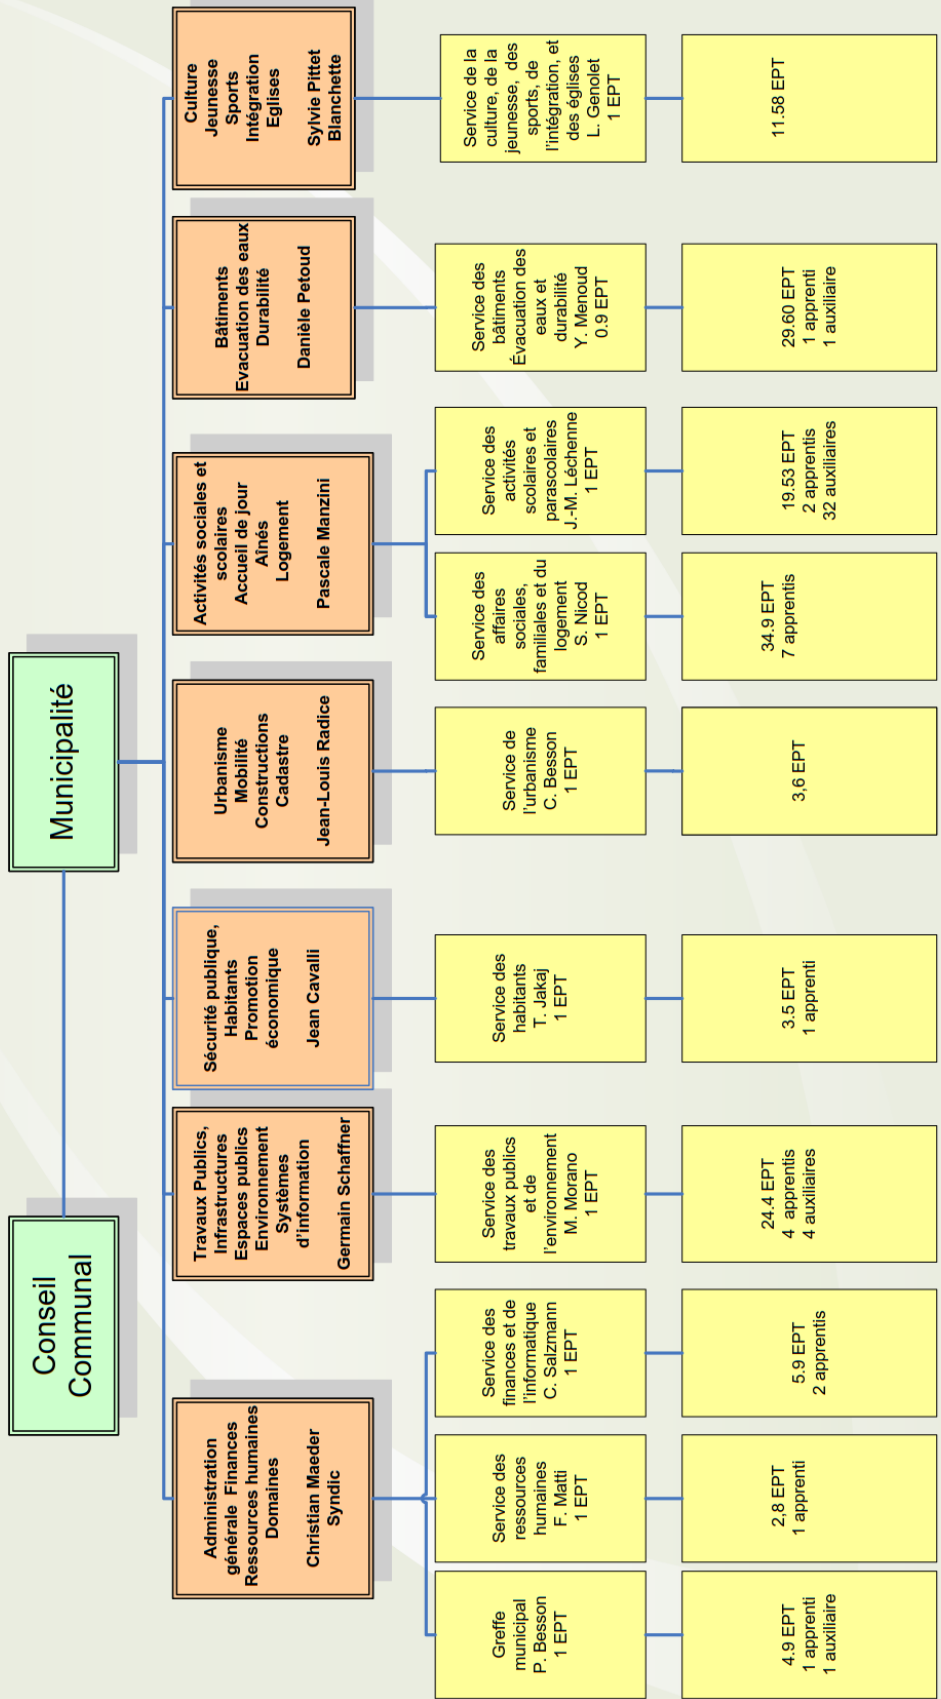 Conseil
Communal
Municipalité
Administration
générale Finances
Ressources humaines
Domaines
Christian Maeder
Syndic
Travaux Publics,
Infrastructures
Espaces publics
Environnement
Systèmes
d'information
Germain Schaffner
Sécurité publique,
Habitants
Promotion
économique
Jean Cavalli
Urbanisme
Mobilité
Constructions
Cadastre
Jean-Louis Radice
Activités sociales et
scolaires
Accueil de jour
Aînés
Logement
Pascale Manzini
Bâtiments
Evacuation des eaux
Durabilité
Danièle Petoud
Culture
Jeunesse
Sports
Intégration
Eglises
Sylvie Pittet
Blanchette
Greffe
municipal
P. Besson
1 EPT
Service des
ressources
humaines
F. Matti
1 EPT
Service des
finances et de
l'informatique
C. Salzmann
1 EPT
Service des
travaux publics
et de
l'environnement
M. Morano
1 EPT
Service des
habitants
T. Jakaj
1 EPT
Service de
l'urbanisme
C. Besson
1 EPT
Service des
affaires
sociales,
familiales et du
logement
S. Nicod
1 EPT
Service des
activités
scolaires et
parascolaires
J.-M. Léchenne
1 EPT
Service des
bâtiments
Évacuation des
eaux et
durabilité
Y. Menoud
0.9 EPT
Service de la
culture, de la
jeunesse, des
sports, de
l'intégration, et
des églises
L. Genolet
1 EPT
4.9 EPT
1 apprenti
1 auxiliaire
2,8 EPT
1 apprenti
5.9 EPT
2 apprentis
24.4 EPT
4 apprentis
4 auxiliaires
3.5 EPT
1 apprenti
3,6 EPT
34.9 EPT
7 apprentis
19.53 EPT
2 apprentis
32 auxiliaires
29.60 EPT
1 apprenti
1 auxiliaire
11.58 EPT